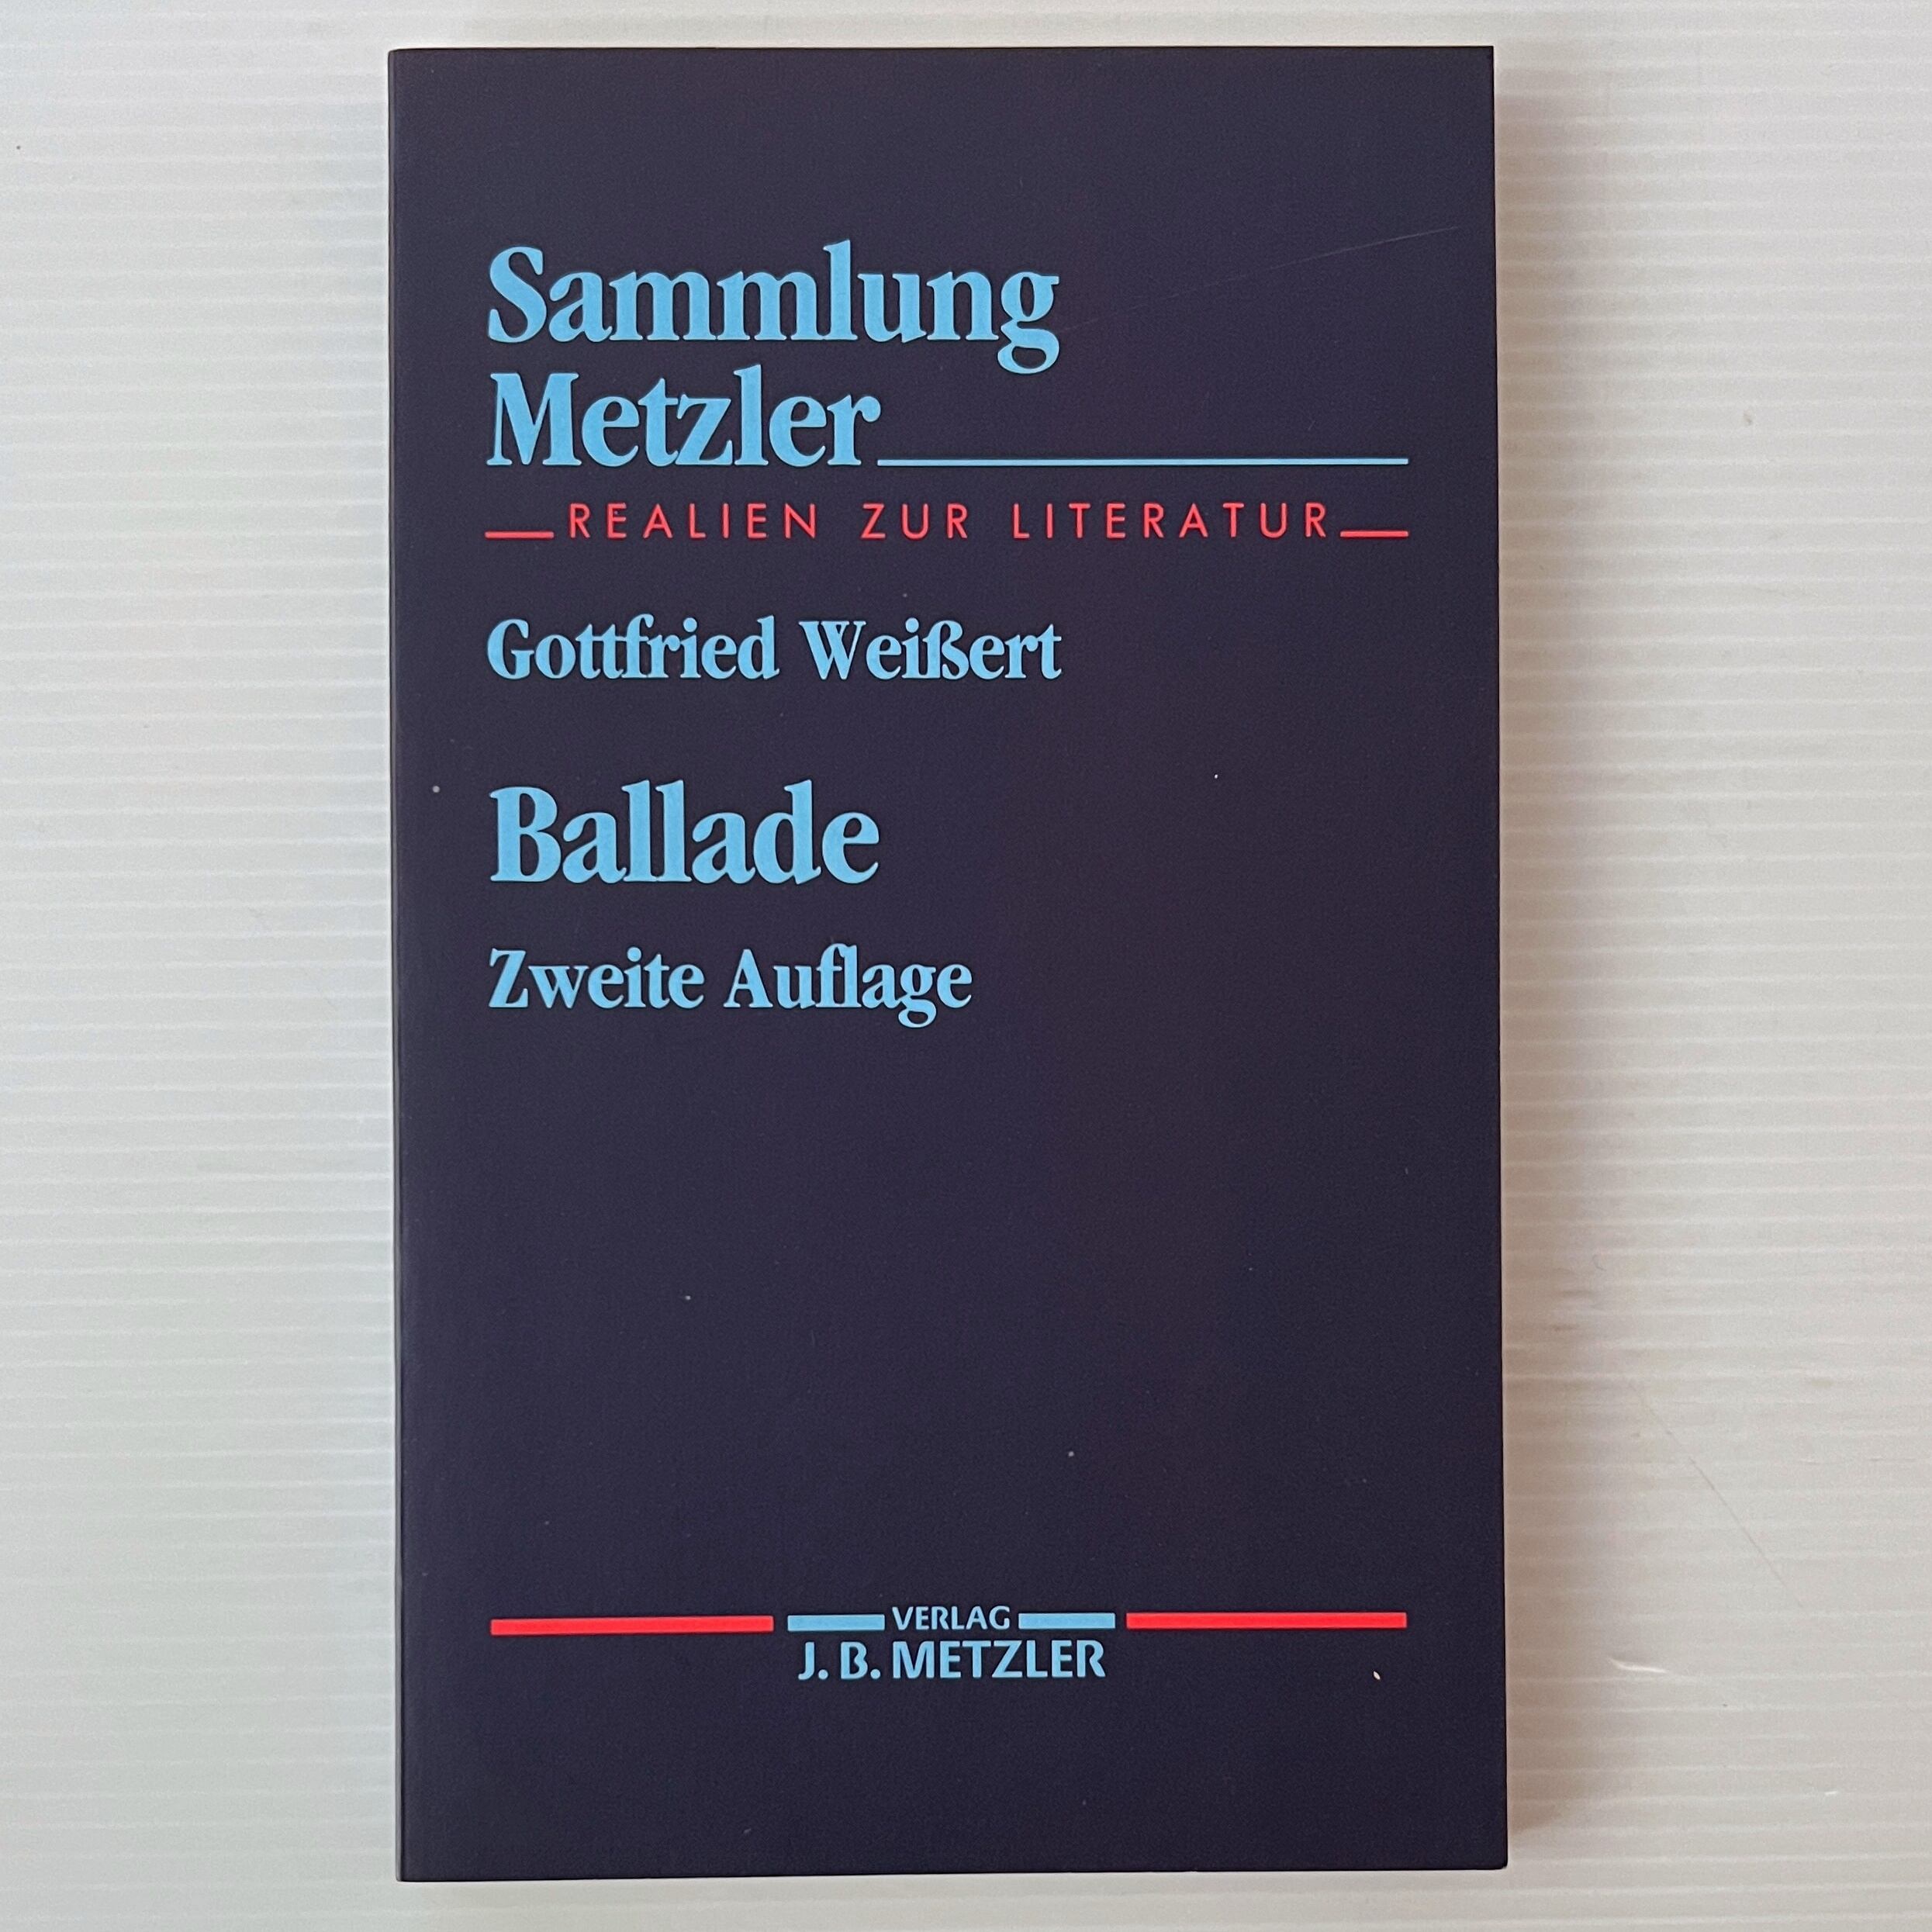 Sammlung
Metzler
REALIEN ZUR LITERATUR
Gottfried Weißert
Ballade
Zweite Auflage
VERLAG
J. B. METZLER